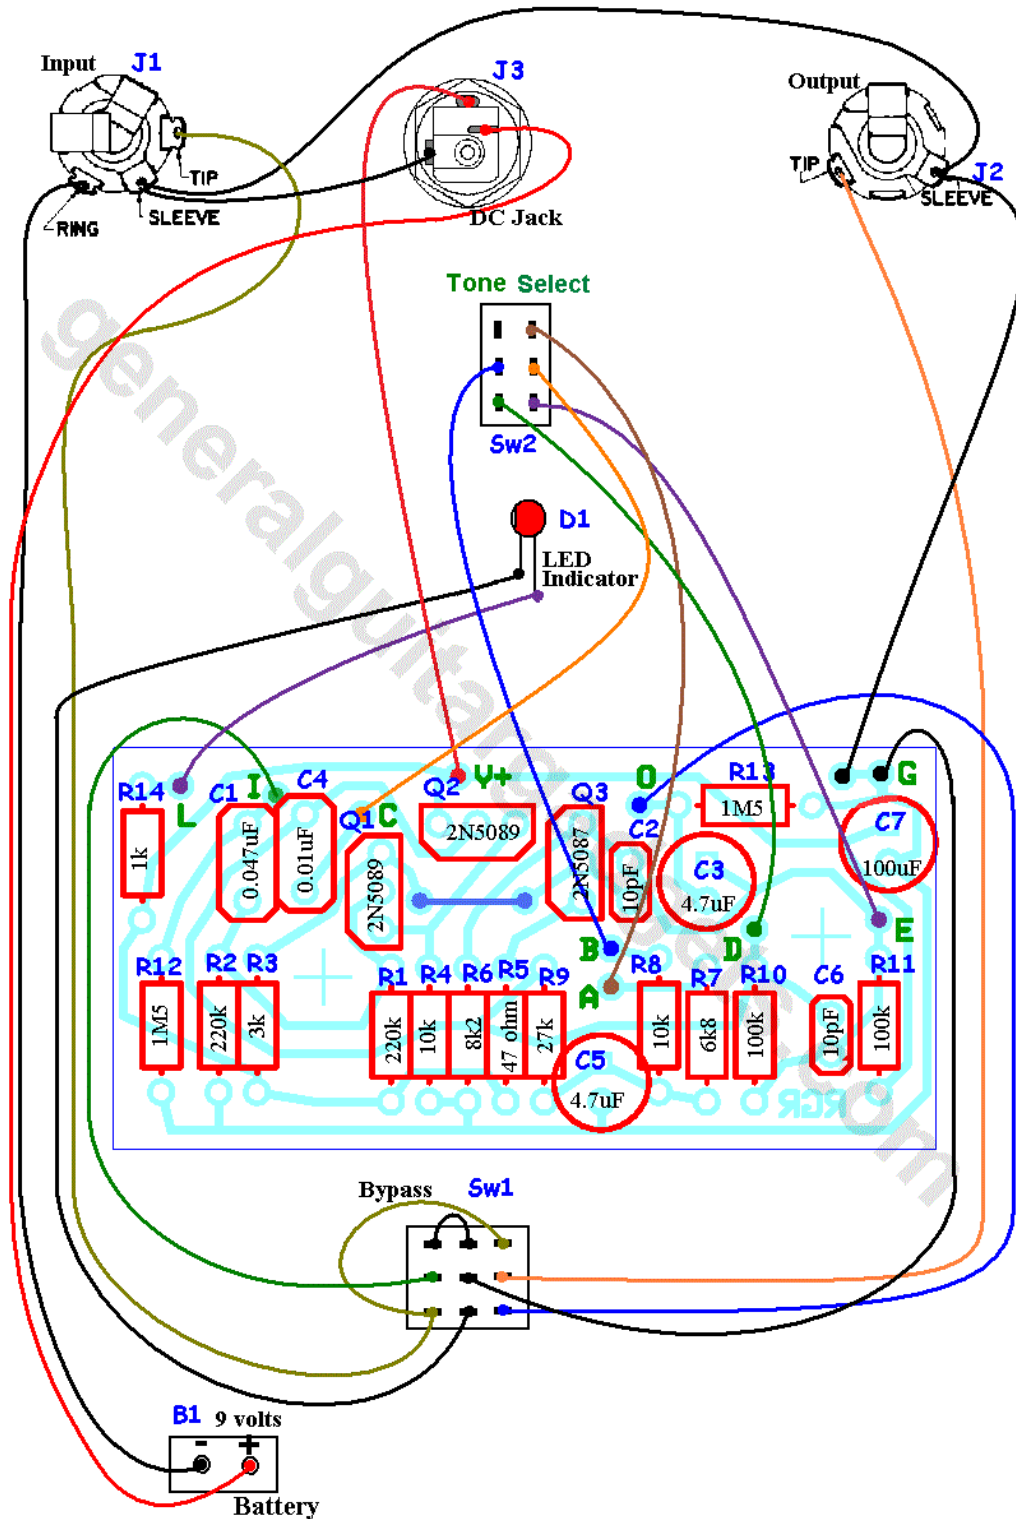 Input
J1
TIP
RING
SLEEVE
J3
DC Jack
Output
TIP
J2
SLEEVE
Tone Select
Sw2
D1
LED
Indicator
generalguitargadgets.com
R14
L
I
C1
C4
Q1
C
Q2
V+
Q3
O
C2
R13
G
C7
1k
0.047uF
0.01uF
2N5089
2N5089
2N5087
10pF
C3
4.7uF
1M5
100uF
B
D
E
A
R12
R2
R3
R1
R4
R6
R5
R9
R8
R7
R10
C6
R11
1M5
220k
3k
220k
10k
8k2
47 ohm
27k
C5
4.7uF
10k
6k8
100k
10pF
100k
RGR
Bypass
Sw1
B1
9 volts
-
+
Battery